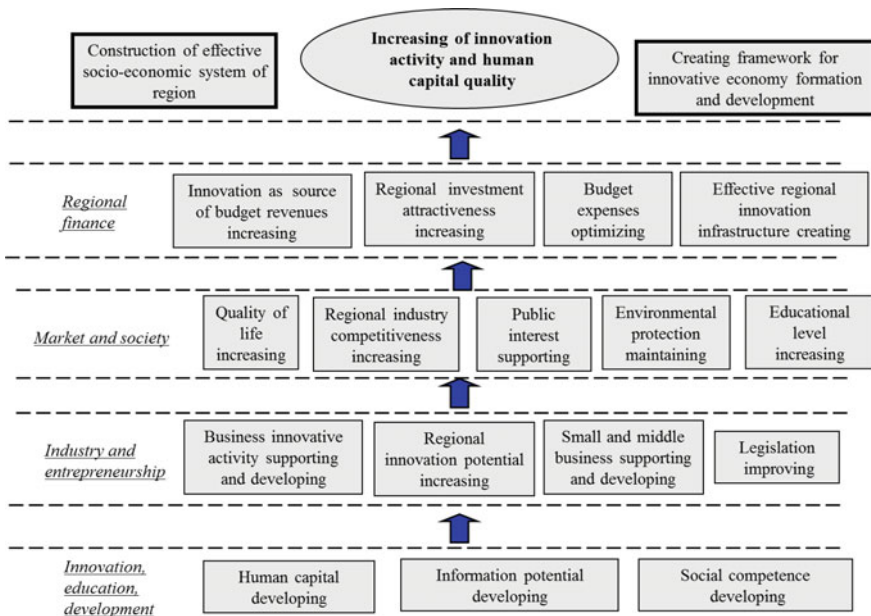 Construction of effective
socio-economic system of
region
Increasing of innovation
activity and human
capital quality
Creating framework for
innovative economy formation
and development
Regional
finance
Innovation as source
of budget revenues
increasing
Regional investment
attractiveness
increasing
Budget
expenses
optimizing
Effective regional
innovation
infrastructure creating
Market and society
Quality of
life
increasing
Regional industry
competitiveness
increasing
Public
interest
supporting
Environmental
protection
maintaining
Educational
level
increasing
Industry and
entrepreneurship
Business innovative
activity supporting
and developing
Regional
innovation potential
increasing
Small and middle
business supporting
and developing
Legislation
improving
Innovation,
education,
development
Human capital
developing
Information potential
developing
Social competence
developing